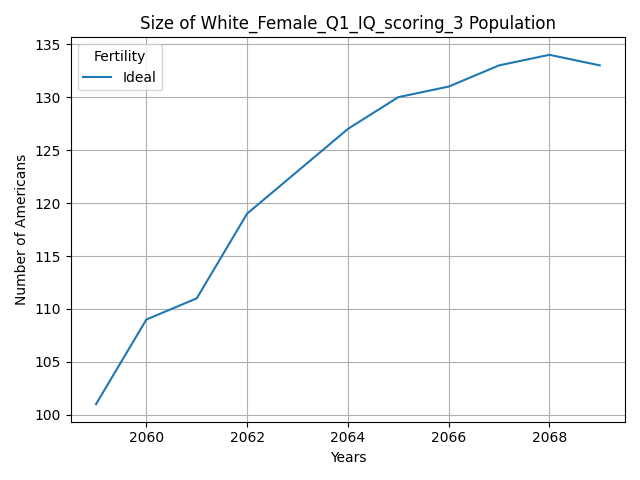 Size of White_Female_Q1_IQ_scoring_3 Population
Fertility
Ideal
135
130
125
120
115
110
105
100
Number of Americans
2060 2062 2064 2066 2068
Years